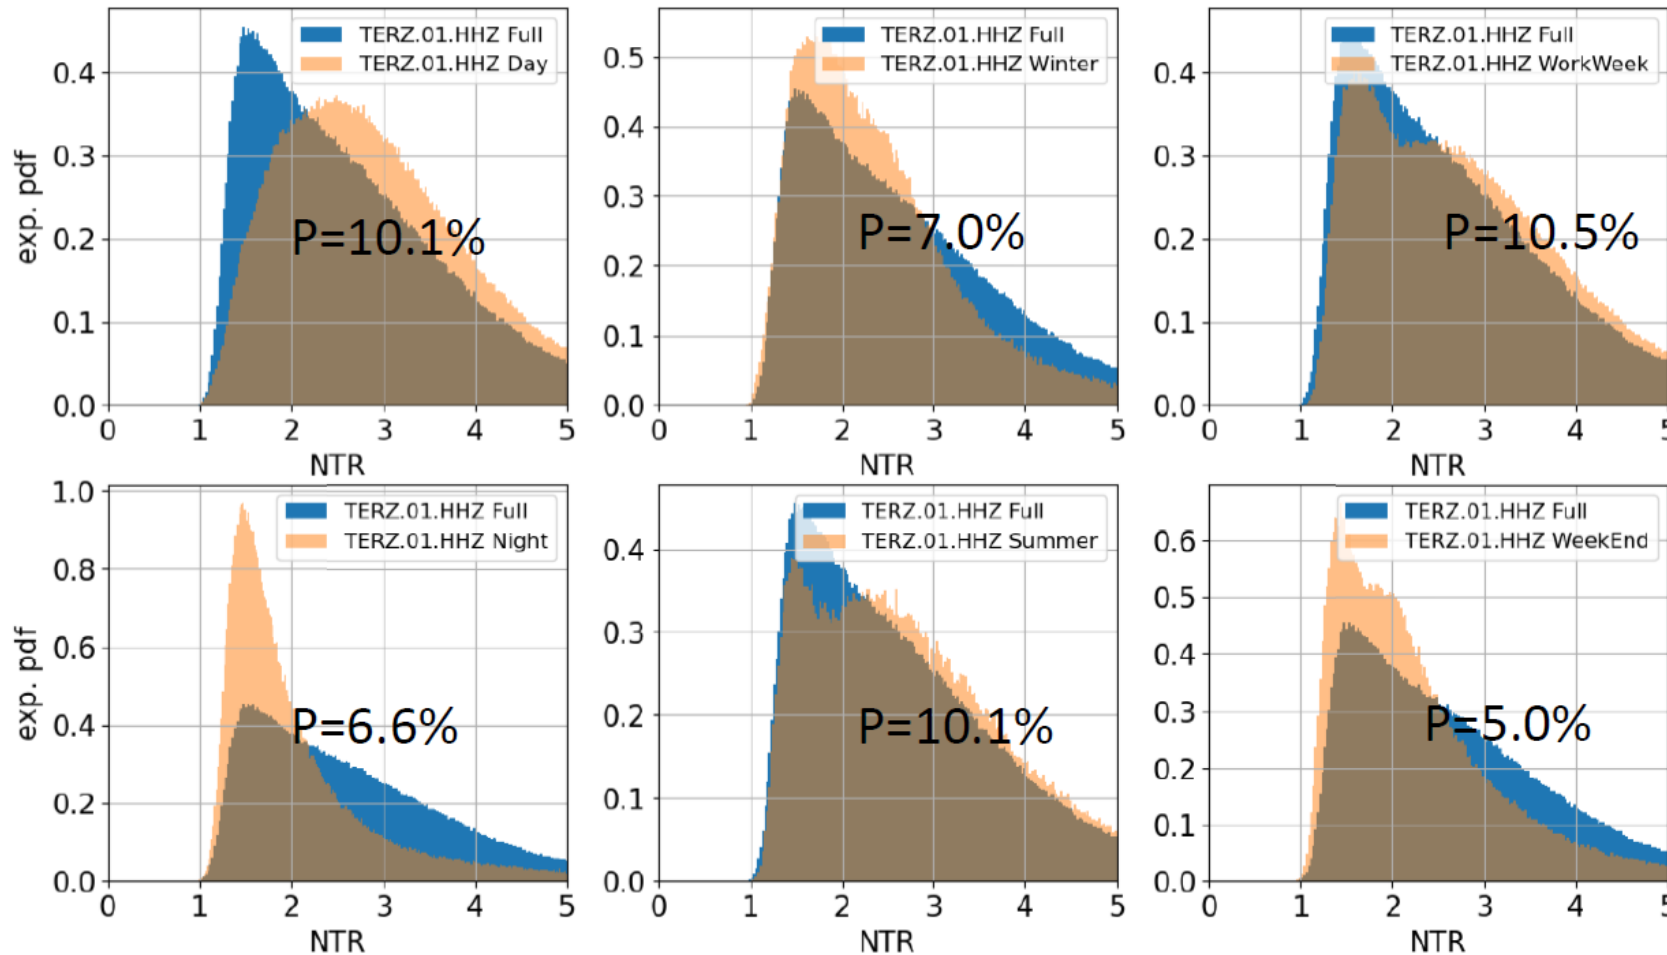 TERZ.01.HHZ Full
TERZ.01.HHZ Day
exp. pdf
0.4
0.3
0.2
0.1
0.0
P=10.1%
0 1 2 3 4 5
NTR
TERZ.01.HHZ Full
TERZ.01.HHZ Winter
0.5
0.4
0.3
0.2
0.1
0.0
P=7.0%
0 1 2 3 4 5
NTR
TERZ.01.HHZ Full
TERZ.01.HHZ WorkWeek
0.4
0.3
0.2
0.1
0.0
P=10.5%
0 1 2 3 4 5
NTR
TERZ.01.HHZ Full
TERZ.01.HHZ Night
exp. pdf
1.0
0.8
0.6
0.4
0.2
0.0
P=6.6%
0 1 2 3 4 5
NTR
TERZ.01.HHZ Full
TERZ.01.HHZ Summer
0.4
0.3
0.2
0.1
0.0
P=10.1%
0 1 2 3 4 5
NTR
TERZ.01.HHZ Full
TERZ.01.HHZ WeekEnd
0.6
0.5
0.4
0.3
0.2
0.1
0.0
P=5.0%
0 1 2 3 4 5
NTR